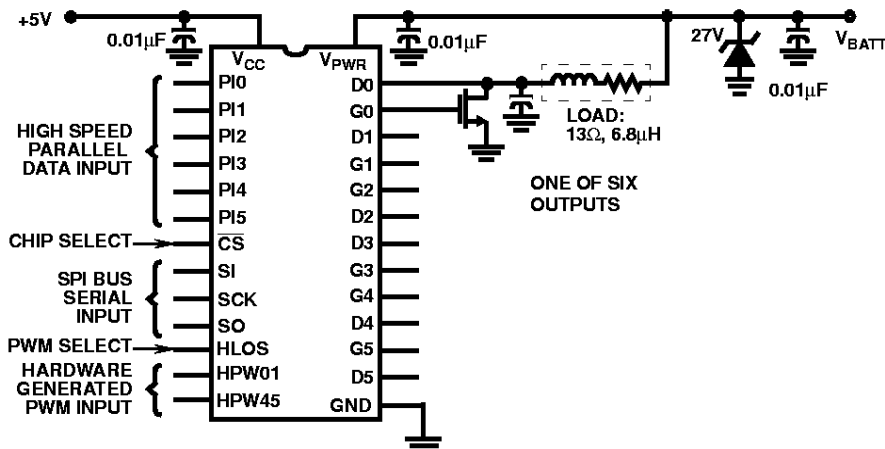 +5V
0.01µF
VCC
VPWR
0.01µF
27V
VBATT
0.01µF
HIGH SPEED
PARALLEL
DATA INPUT
PI0
PI1
PI2
PI3
PI4
PI5
CHIP SELECT
CS
SPI BUS
SERIAL
INPUT
SI
SCK
SO
PWM SELECT
HLOS
HARDWARE
GENERATED
PWM INPUT
HPW01
HPW45
D0
G0
D1
G1
G2
D2
D3
G3
G4
D4
G5
D5
GND
LOAD:
13Ω, 6.8µH
ONE OF SIX
OUTPUTS